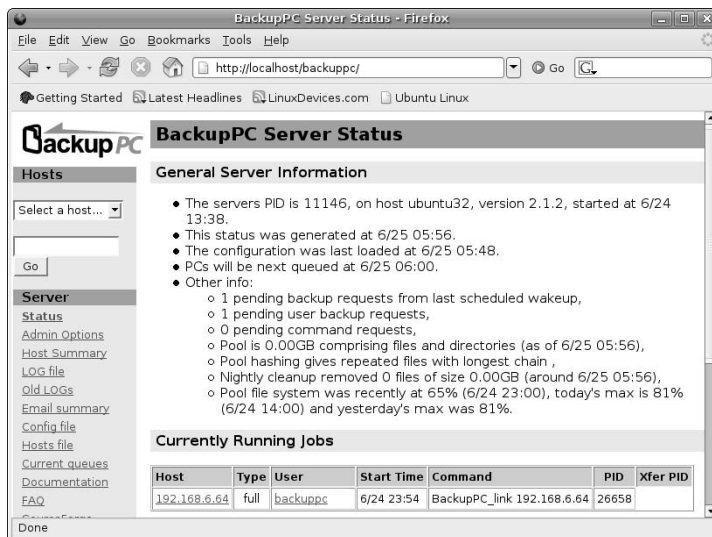 BackupPC Server Status - Firefox
File Edit View Go Bookmarks Tools Help
http://localhost/backuppc/ Go G
Getting Started Latest Headlines LinuxDevices.com Ubuntu Linux
BackupPC
Hosts
Select a host...
Go
Server
Status
Admin Options
Host Summary
LOG file
Old LOGs
Email summary
Config file
Hosts file
Current queues
Documentation
FAQ
BackupPC Server Status
General Server Information
The servers PID is 11146, on host ubuntu32, version 2.1.2, started at 6/24
13:38.
This status was generated at 6/25 05:56.
The configuration was last loaded at 6/25 05:48.
PCs will be next queued at 6/25 06:00.
Other info:
1 pending backup requests from last scheduled wakeup,
1 pending user backup requests,
0 pending command requests,
Pool is 0.00GB comprising files and directories (as of 6/25 05:56),
Pool hashing gives repeated files with longest chain ,
Nightly cleanup removed 0 files of size 0.00GB (around 6/25 05:56),
Pool file system was recently at 65% (6/24 23:00), today's max is 81%
(6/24 14:00) and yesterday's max was 81%.
Currently Running Jobs
Host Type User Start Time Command PID Xfer PID
192.168.6.64 full backuppc 6/24 23:54 BackupPC_link 192.168.6.64 26658
Done